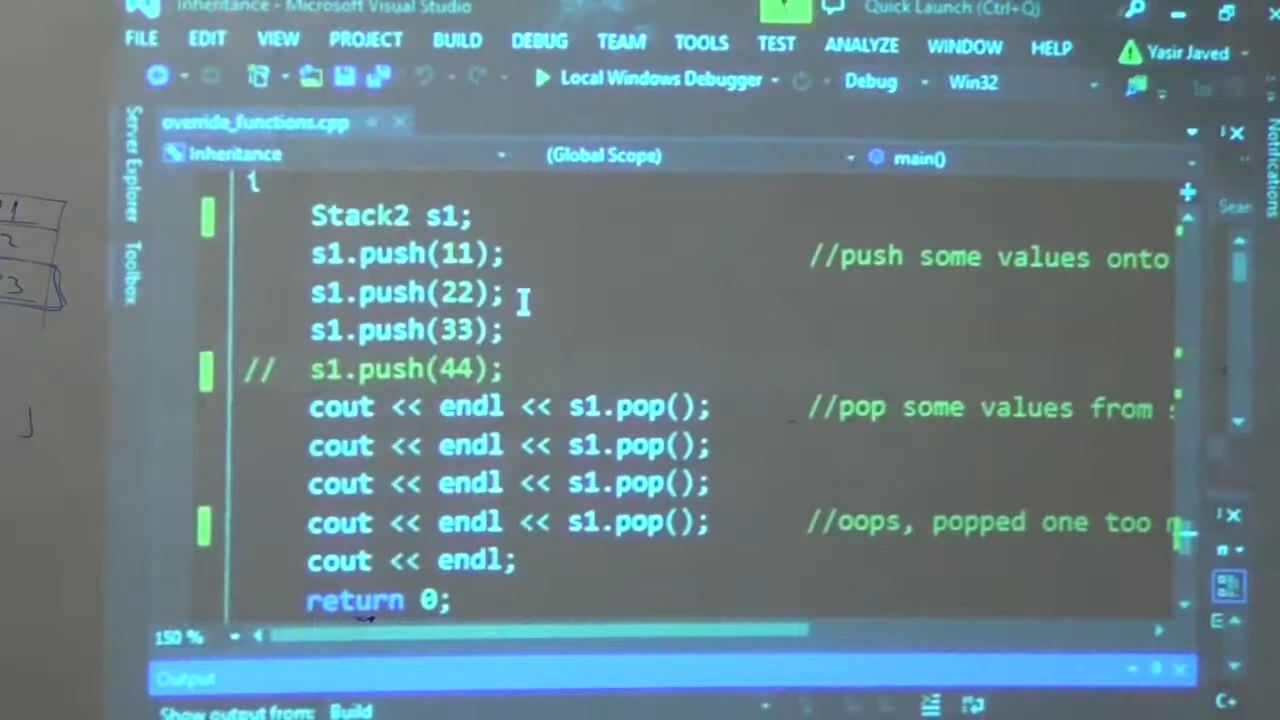 Inheritance - Microsoft Visual Studio
Quick Launch (Ctrl+Q)
FILE EDIT VIEW PROJECT BUILD DEBUG TEAM TOOLS TEST ANALYZE WINDOW HELP Yasir Javed
Local Windows Debugger Debug Win32
Server Explorer
Toolbox
Notifications
override_functions.cpp
Inheritance (Global Scope) main()
{
Stack2 s1;
s1.push(11); //push some values onto
s1.push(22);
s1.push(33);
// s1.push(44);
cout << endl << s1.pop(); //pop some values from
cout << endl << s1.pop();
cout << endl << s1.pop();
cout << endl << s1.pop(); //oops, popped one too
cout << endl;
return 0;
150 %
Output
Show output from: Build